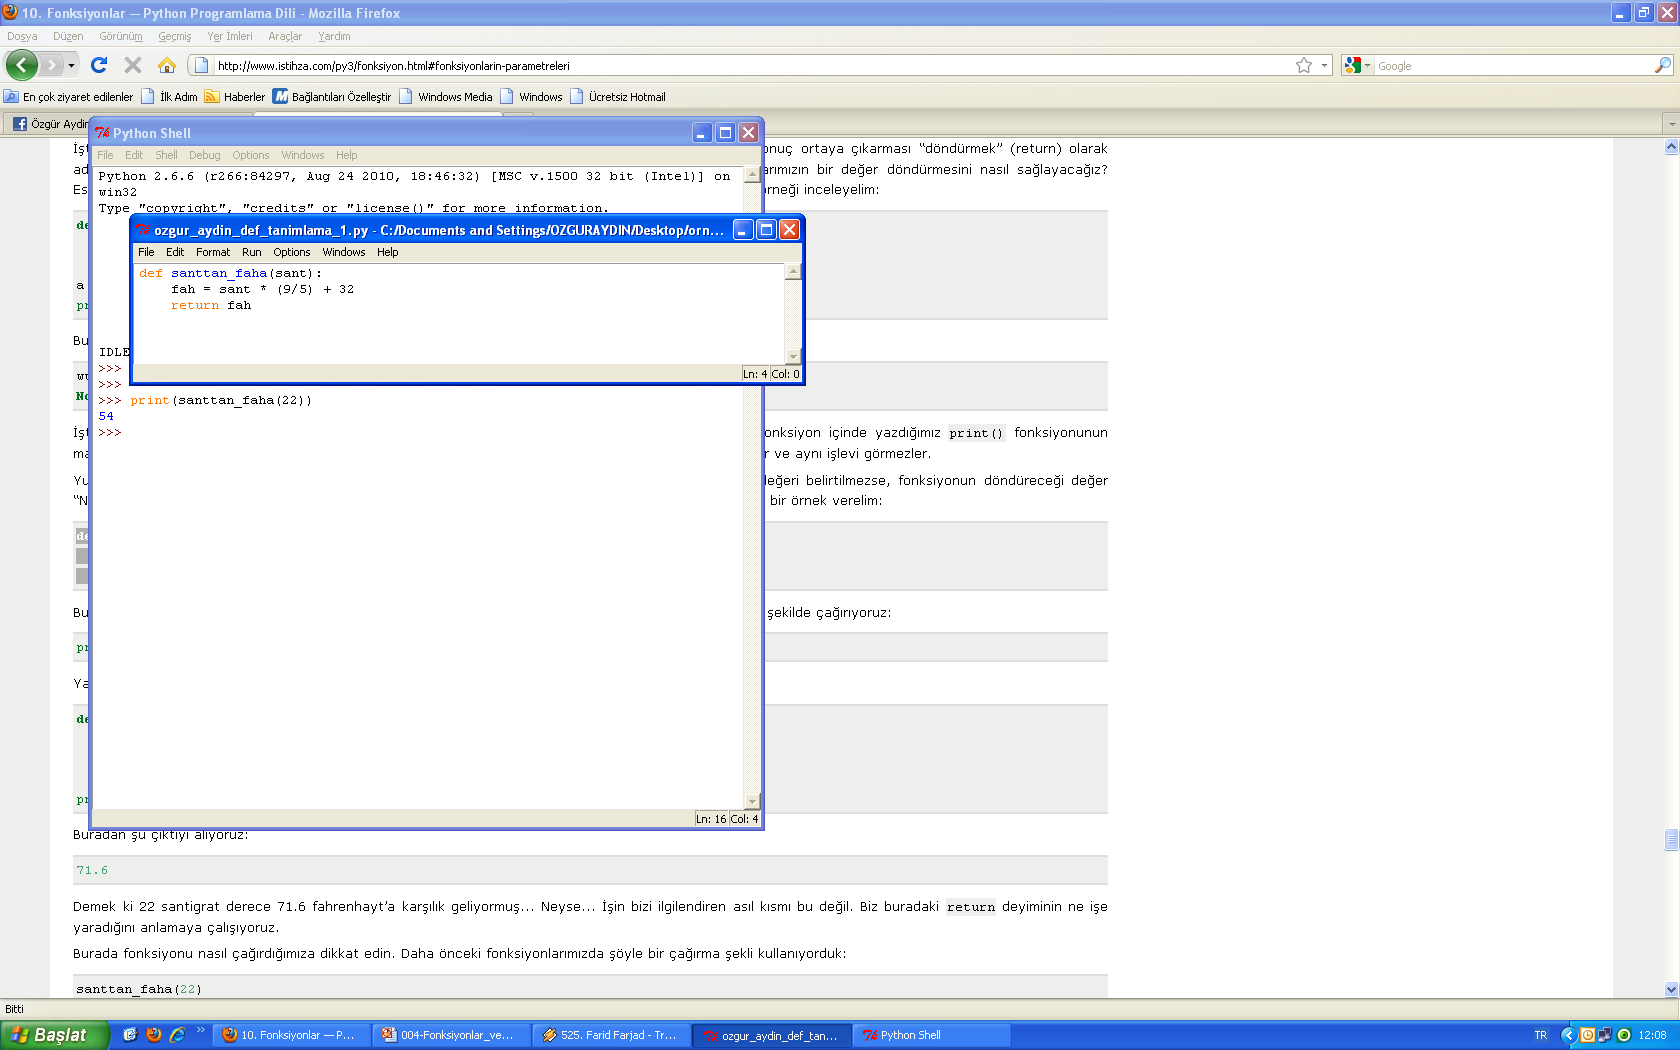 10. Fonksiyonlar — Python Programlama Dili - Mozilla Firefox
Dosya Düzen Görünüm Geçmiş Yer İmleri Araçlar Yardım
http://www.istihza.com/py3/fonksiyon.html#fonksiyonlarin-parametreleri
Google
En çok ziyaret edilenler İlk Adım Haberler Bağlantıları Özelleştir Windows Media Windows Ücretsiz Hotmail
Özgür Aydın
Python Shell
File Edit Shell Debug Options Windows Help
Python 2.6.6 (r266:84297, Aug 24 2010, 18:46:32) [MSC v.1500 32 bit (Intel)] on
win32
Type "copyright", "credits" or "license()" for more information.
ozgur_aydin_def_tanimlama_1.py - C:/Documents and Settings/OZGURAYDIN/Desktop/orn...
File Edit Format Run Options Windows Help
def santtan_faha(sant):
    fah = sant * (9/5) + 32
    return fah
Ln: 4 Col: 0
IDLE
>>>
>>>
>>> print(santtan_faha(22))
54
>>>
Ln: 16 Col: 4
onuç ortaya çıkarması "döndürmek" (return) olarak
arımızın bir değer döndürmesini nasıl sağlayacağız?
rneği inceleyelim:
onksiyon içinde yazdığımız print() fonksiyonunun
r ve aynı işlevi görmezler.
eğeri belirtilmezse, fonksiyonun döndüreceği değer
bir örnek verelim:
şekilde çağırıyoruz:
Buradan şu çıktıyı alıyoruz:
71.6
Demek ki 22 santigrat derece 71.6 fahrenhayt'a karşılık geliyormuş... Neyse... İşin bizi ilgilendiren asıl kısmı bu değil. Biz buradaki return deyiminin ne işe
yaradığını anlamaya çalışıyoruz.
Burada fonksiyonu nasıl çağırdığımıza dikkat edin. Daha önceki fonksiyonlarımızda şöyle bir çağırma şekli kullanıyorduk:
santtan_faha(22)
Bitti
Başlat 10. Fonksiyonlar — P... 004-Fonksiyonlar_ve... 525. Farid Farjad - Tr... ozgur_aydin_def_tan... Python Shell TR 12:08